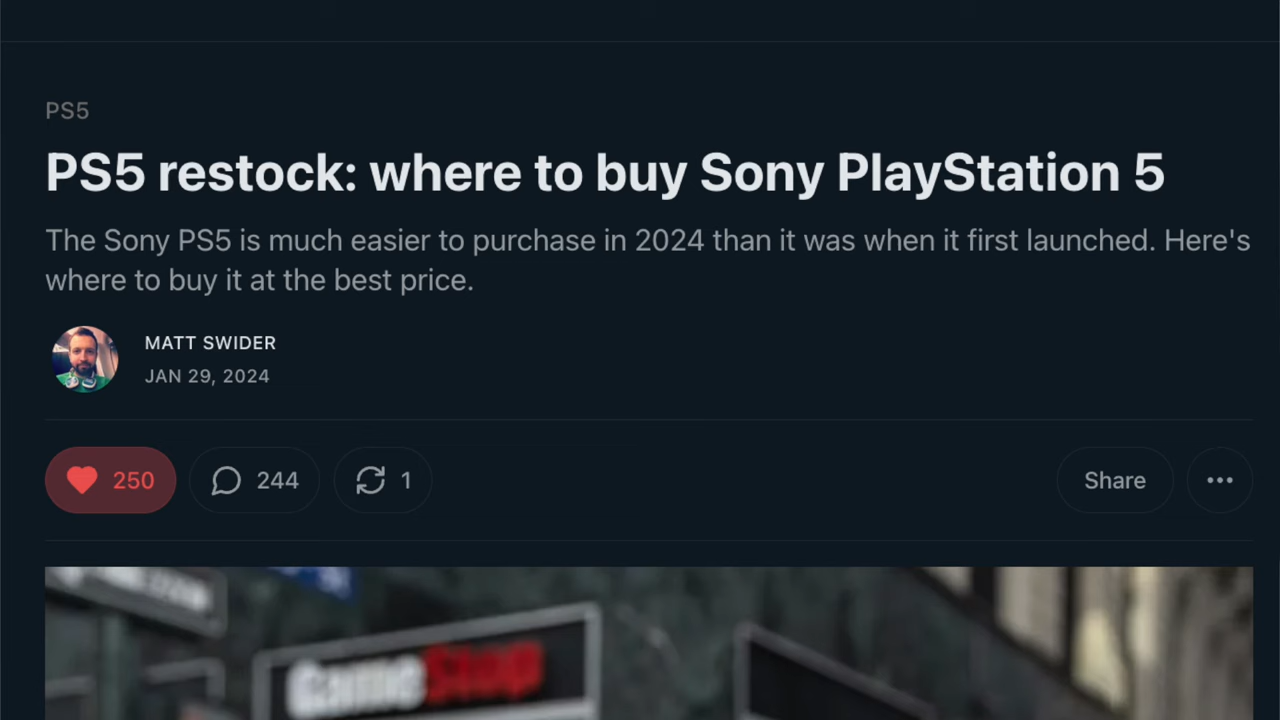 PS5
PS5 restock: where to buy Sony PlayStation 5
The Sony PS5 is much easier to purchase in 2024 than it was when it first launched. Here's
where to buy it at the best price.
MATT SWIDER
JAN 29, 2024
250
244
1
Share
GameStop